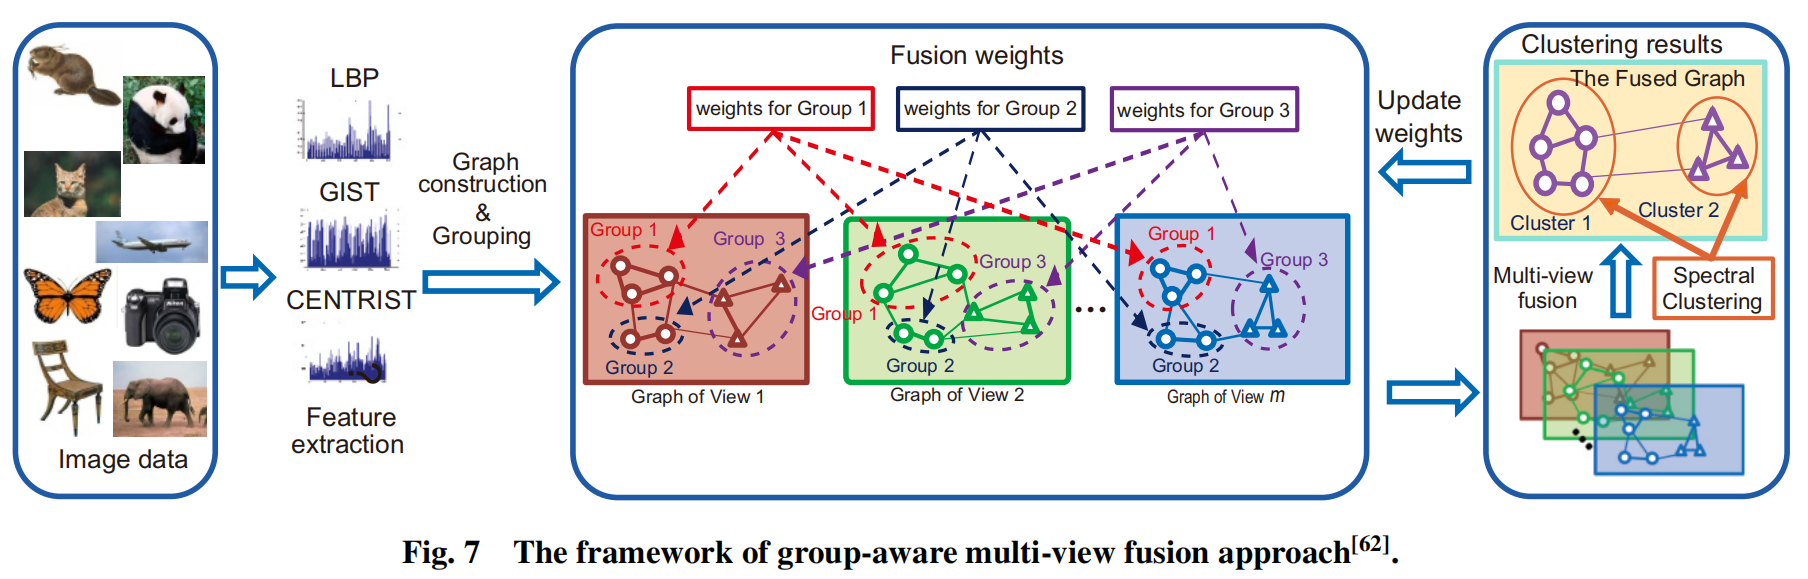 Image data
LBP
GIST
CENTRIST
Feature
extraction
Graph
construction
&
Grouping
Fusion weights
weights for Group 1
weights for Group 2
weights for Group 3
Group 1
Group 3
Group 2
Graph of View 1
Group 1
Group 3
Group 2
Graph of View 2
...
Group 1
Group 3
Group 2
Graph of View m
Update
weights
Clustering results
The Fused Graph
Cluster 1
Cluster 2
Multi-view
fusion
Spectral
Clustering
Fig. 7 The framework of group-aware multi-view fusion approach[62].